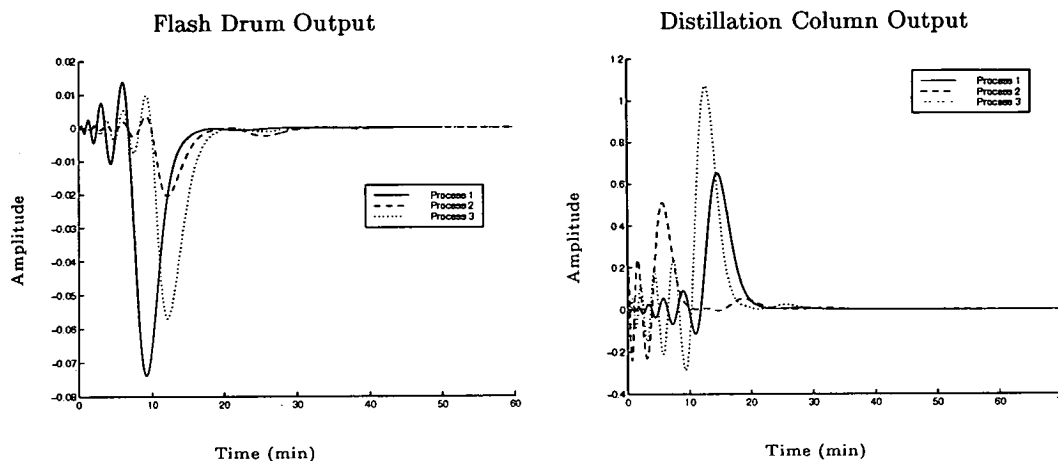 Flash Drum Output
Amplitude
0.02
0.01
0
-0.01
-0.02
-0.03
-0.04
-0.05
-0.06
-0.07
-0.08
0
10
20
30
40
50
60
Process 1
Process 2
Process 3
Time (min)
Distillation Column Output
Amplitude
1.2
1
0.8
0.6
0.4
0.2
0
-0.2
-0.4
0
10
20
30
40
50
60
Process 1
Process 2
Process 3
Time (min)